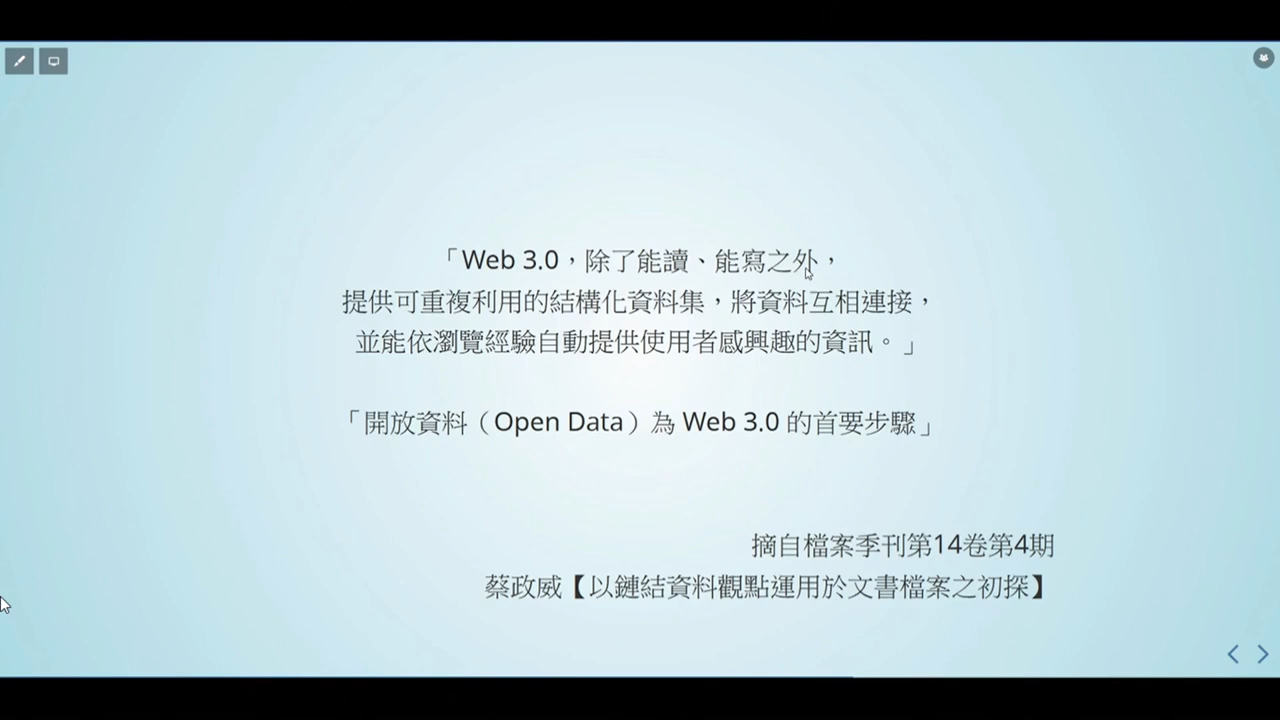 「Web 3.0，除了能讀、能寫之外，
提供可重複利用的結構化資料集，將資料互相連接，
並能依瀏覽經驗自動提供使用者感興趣的資訊。」
「開放資料（Open Data）為 Web 3.0 的首要步驟」
摘自檔案季刊第14卷第4期
蔡政威【以鏈結資料觀點運用於文書檔案之初探】